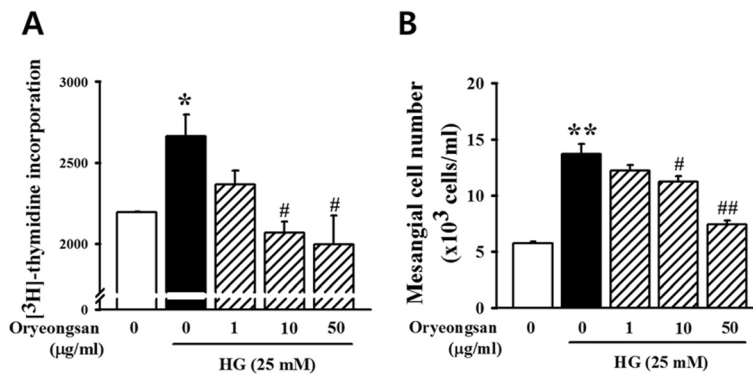 A
[³H]-thymidine incorporation
3000
2500
2000
0
*
#
#
Oryeongsan
(μg/ml)
0
0
1
10
50
HG (25 mM)
B
Mesangial cell number
(x10³ cells/ml)
20
15
10
5
0
**
#
##
Oryeongsan
(μg/ml)
0
0
1
10
50
HG (25 mM)